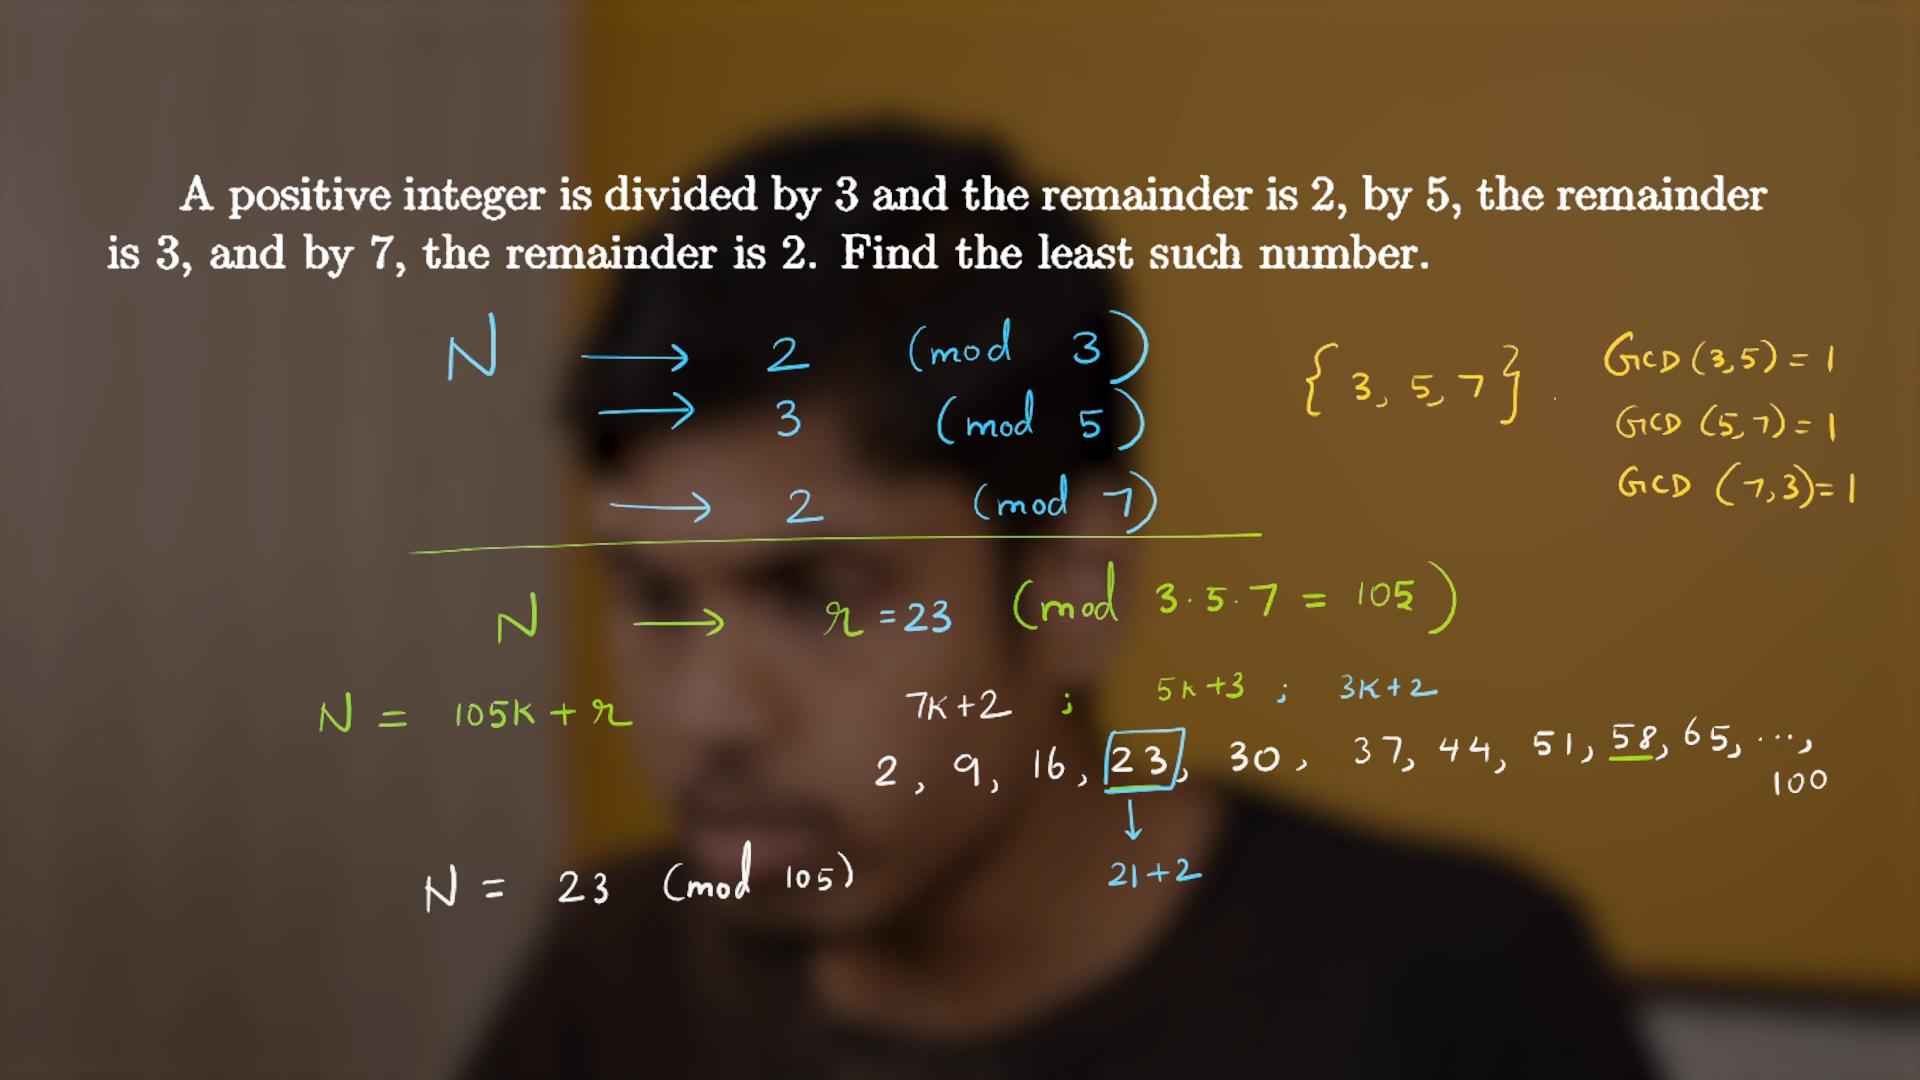 A positive integer is divided by 3 and the remainder is 2, by 5, the remainder
is 3, and by 7, the remainder is 2. Find the least such number.
N → 2 (mod 3)
→ 3 (mod 5)
→ 2 (mod 7)
{3, 5, 7}.
GCD (3,5) = 1
GCD (5,7) = 1
GCD (7,3) = 1
N → r = 23 (mod 3·5·7 = 105)
N = 105K + r
7K+2 ; 5K+3 ; 3K+2
2, 9, 16, 23, 30, 37, 44, 51, 58, 65, ...,
100
↓
21+2
N = 23 (mod 105)